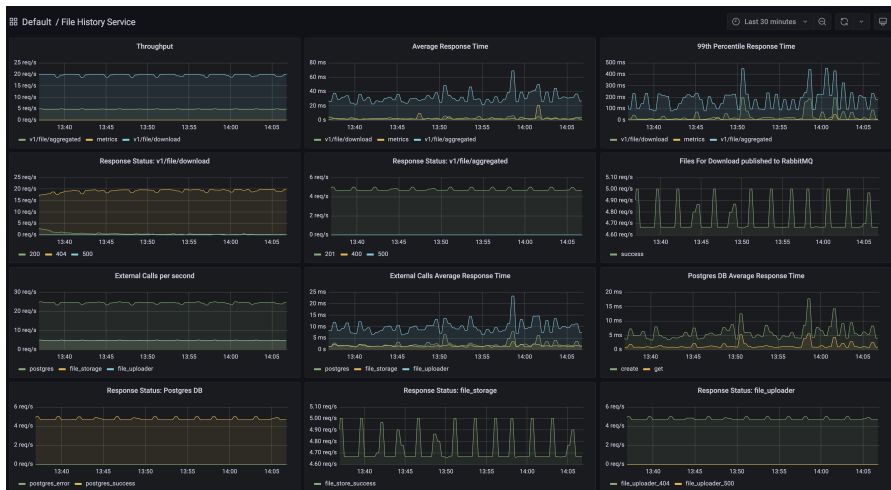 Default / File History Service
Last 30 minutes
Throughput
25 req/s
20 req/s
15 req/s
10 req/s
5 req/s
0 req/s
13:40 13:45 13:50 13:55 14:00 14:05
v1/file/aggregated metrics v1/file/download
Average Response Time
80 ms
60 ms
40 ms
20 ms
0 s
13:40 13:45 13:50 13:55 14:00 14:05
v1/file/download metrics v1/file/aggregated
99th Percentile Response Time
500 ms
400 ms
300 ms
200 ms
100 ms
0 s
13:40 13:45 13:50 13:55 14:00 14:05
v1/file/download metrics v1/file/aggregated
Response Status: v1/file/download
25 req/s
20 req/s
15 req/s
10 req/s
5 req/s
0 req/s
13:40 13:45 13:50 13:55 14:00 14:05
200 404 500
Response Status: v1/file/aggregated
6 req/s
4 req/s
2 req/s
0 req/s
13:40 13:45 13:50 13:55 14:00 14:05
201 400 500
Files For Download published to RabbitMQ
5.10 req/s
5.00 req/s
4.90 req/s
4.80 req/s
4.70 req/s
4.60 req/s
13:40 13:45 13:50 13:55 14:00 14:05
success
External Calls per second
30 req/s
20 req/s
10 req/s
0 req/s
13:40 13:45 13:50 13:55 14:00 14:05
postgres file_storage file_uploader
External Calls Average Response Time
25 ms
20 ms
15 ms
10 ms
5 ms
0 s
13:40 13:45 13:50 13:55 14:00 14:05
postgres file_storage file_uploader
Postgres DB Average Response Time
20 ms
15 ms
10 ms
5 ms
0 s
13:40 13:45 13:50 13:55 14:00 14:05
create get
Response Status: Postgres DB
6 req/s
4 req/s
2 req/s
0 req/s
13:40 13:45 13:50 13:55 14:00 14:05
postgres_error postgres_success
Response Status: file_storage
5.10 req/s
5.00 req/s
4.90 req/s
4.80 req/s
4.70 req/s
4.60 req/s
13:40 13:45 13:50 13:55 14:00 14:05
file_store_success
Response Status: file_uploader
6 req/s
4 req/s
2 req/s
0 req/s
13:40 13:45 13:50 13:55 14:00 14:05
file_uploader_404 file_uploader_500